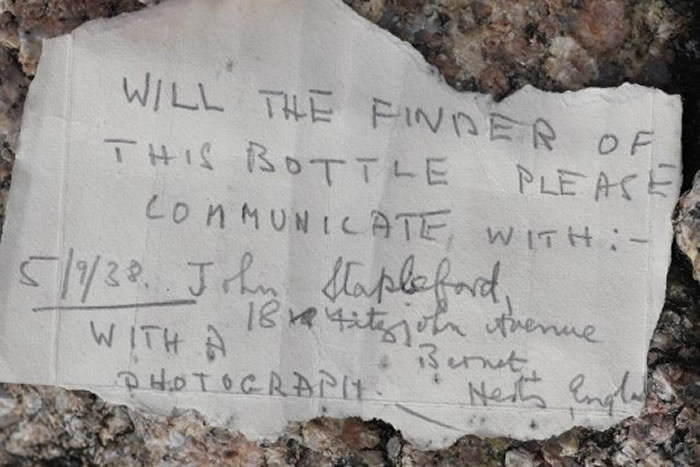 WILL THE FINDER OF
THIS BOTTLE PLEASE
COMMUNICATE WITH:-
5/9/38. John Stapleford,
18 Fitzjohn Avenue
WITH A Barnet
PHOTOGRAPH. Herts, Engla